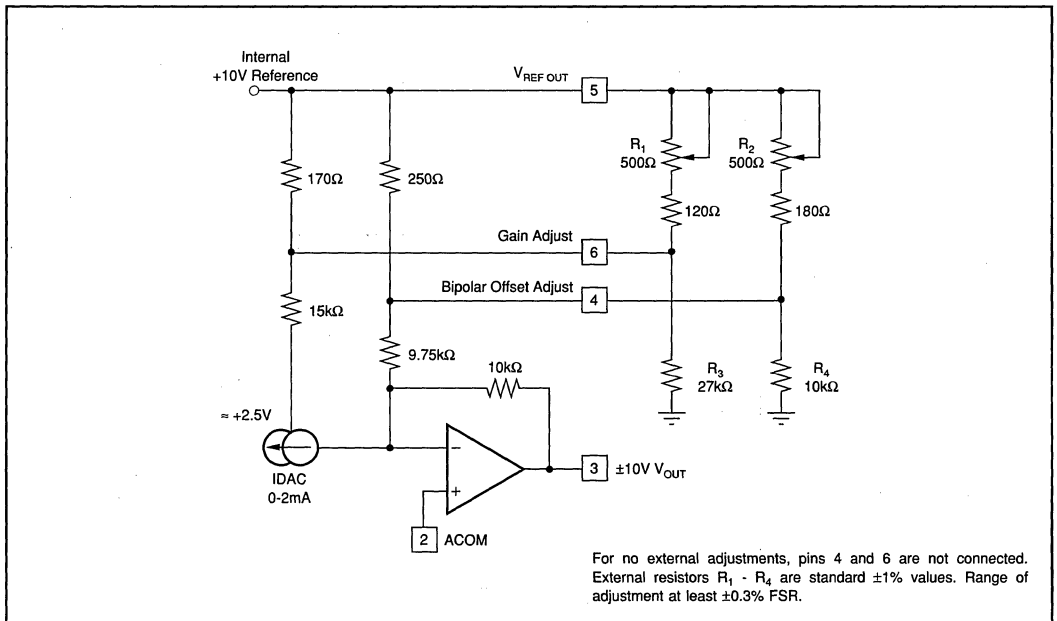 Internal
+10V Reference
V_REF OUT
5
R1
500Ω
R2
500Ω
170Ω
250Ω
120Ω
180Ω
Gain Adjust
6
Bipolar Offset Adjust
4
15kΩ
9.75kΩ
10kΩ
R3
27kΩ
R4
10kΩ
≈ +2.5V
IDAC
0-2mA
−
+
3
±10V V_OUT
2
ACOM
For no external adjustments, pins 4 and 6 are not connected.
External resistors R1 - R4 are standard ±1% values. Range of
adjustment at least ±0.3% FSR.